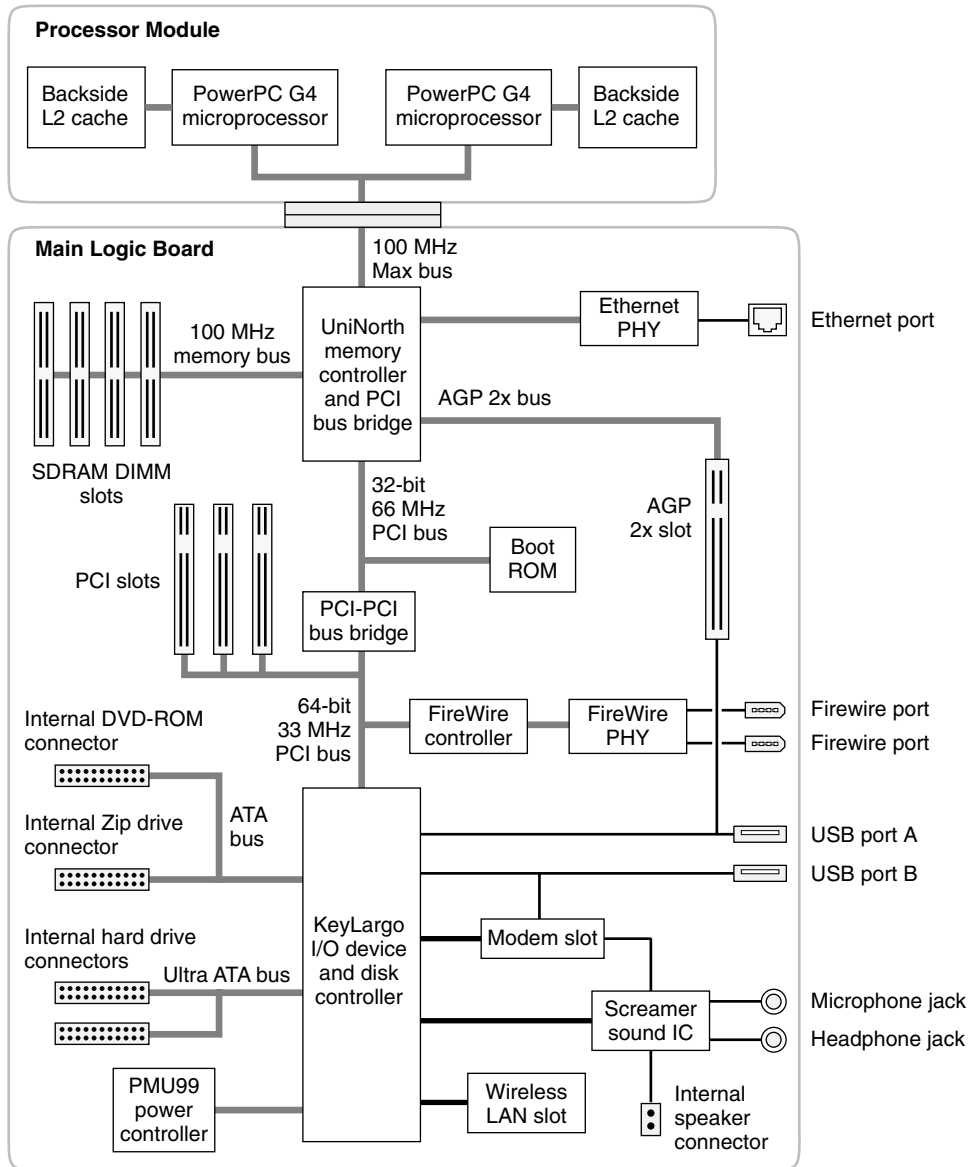 Processor Module
Backside
L2 cache
PowerPC G4
microprocessor
PowerPC G4
microprocessor
Backside
L2 cache
Main Logic Board
100 MHz
Max bus
100 MHz
memory bus
UniNorth
memory
controller
and PCI
bus bridge
Ethernet
PHY
Ethernet port
AGP 2x bus
SDRAM DIMM
slots
32-bit
66 MHz
PCI bus
AGP
2x slot
Boot
ROM
PCI slots
PCI-PCI
bus bridge
64-bit
33 MHz
PCI bus
FireWire
controller
FireWire
PHY
Firewire port
Firewire port
Internal DVD-ROM
connector
ATA
bus
Internal Zip drive
connector
USB port A
USB port B
KeyLargo
I/O device
and disk
controller
Modem slot
Internal hard drive
connectors
Ultra ATA bus
Screamer
sound IC
Microphone jack
Headphone jack
PMU99
power
controller
Wireless
LAN slot
Internal
speaker
connector